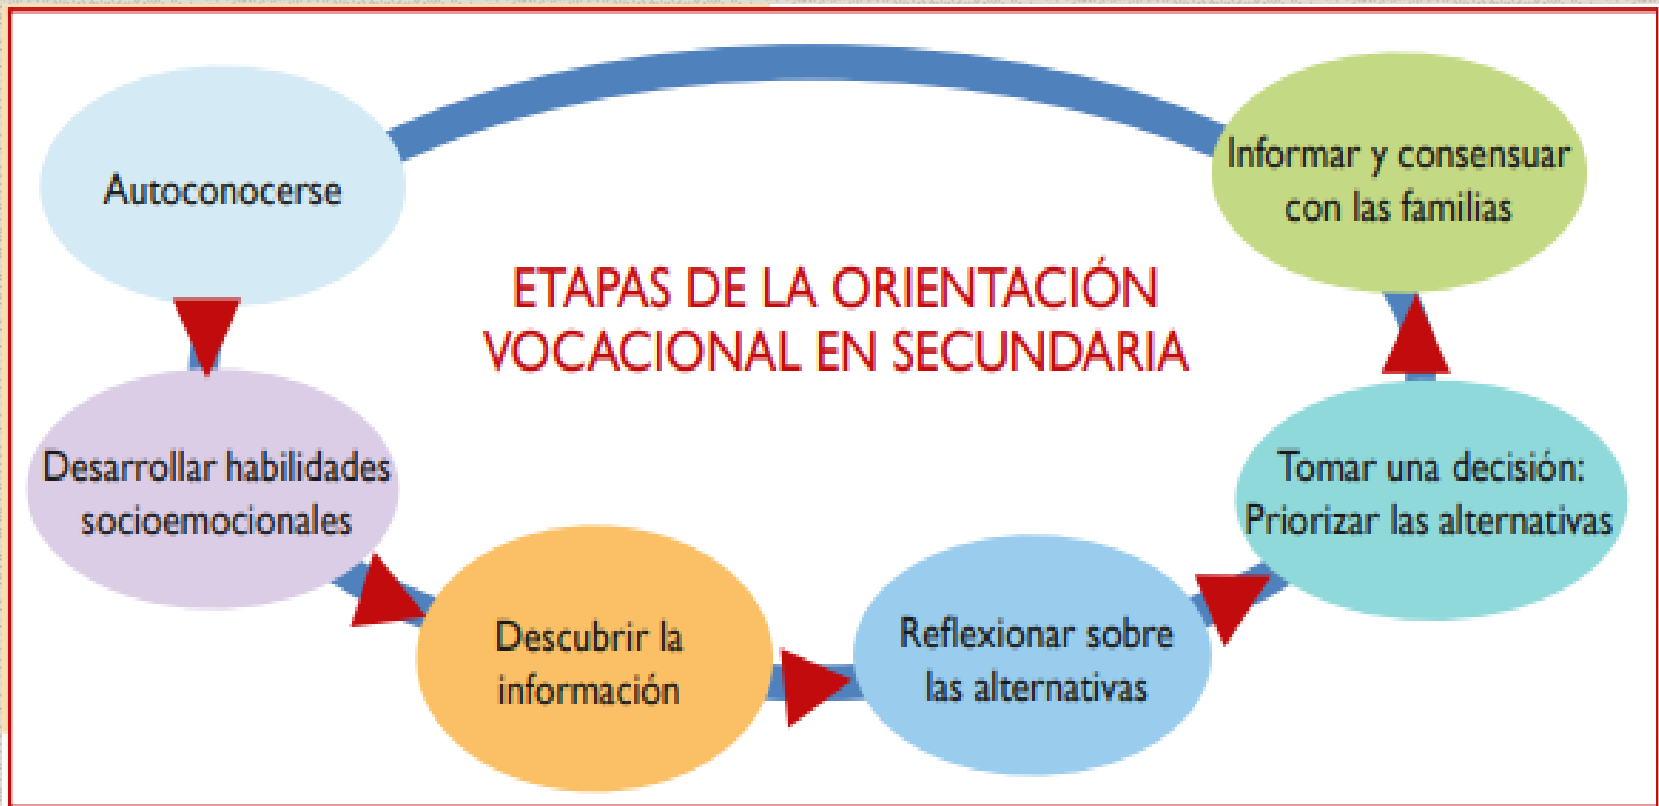 ETAPAS DE LA ORIENTACIÓN
VOCACIONAL EN SECUNDARIA
Autoconocerse
Desarrollar habilidades
socioemocionales
Descubrir la
información
Reflexionar sobre
las alternativas
Tomar una decisión:
Priorizar las alternativas
Informar y consensuar
con las familias